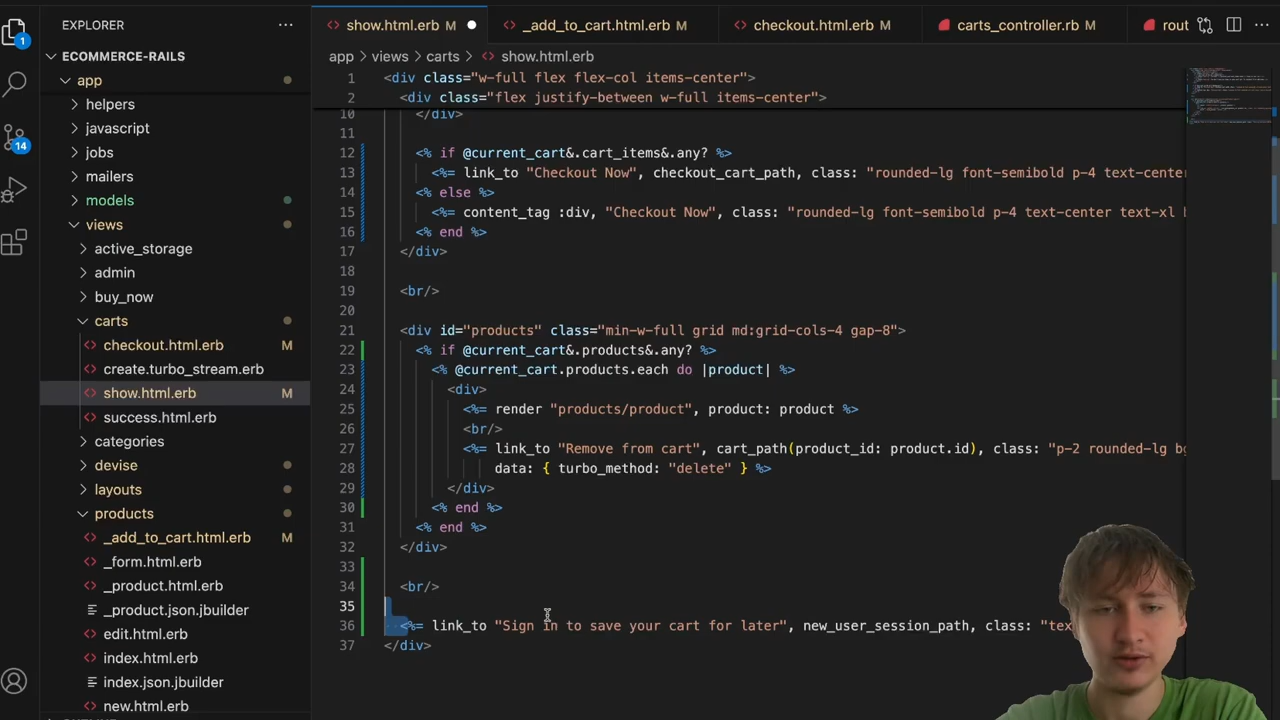 EXPLORER
ECOMMERCE-RAILS
app
helpers
javascript
jobs
mailers
models
views
active_storage
admin
buy_now
carts
checkout.html.erb M
create.turbo_stream.erb
show.html.erb M
success.html.erb
categories
devise
layouts
products
_add_to_cart.html.erb M
_form.html.erb
_product.html.erb
_product.json.jbuilder
edit.html.erb
index.html.erb
index.json.jbuilder
new.html.erb
1
14
show.html.erb M
_add_to_cart.html.erb M
checkout.html.erb M
carts_controller.rb M
rout
app > views > carts > show.html.erb
1 <div class="w-full flex flex-col items-center">
2 <div class="flex justify-between w-full items-center">
10 </div>
11
12 <% if @current_cart&.cart_items&.any? %>
13 <%= link_to "Checkout Now", checkout_cart_path, class: "rounded-lg font-semibold p-4 text-center
14 <% else %>
15 <%= content_tag :div, "Checkout Now", class: "rounded-lg font-semibold p-4 text-center text-xl b
16 <% end %>
17 </div>
18
19 <br/>
20
21 <div id="products" class="min-w-full grid md:grid-cols-4 gap-8">
22 <% if @current_cart&.products&.any? %>
23 <% @current_cart.products.each do |product| %>
24 <div>
25 <%= render "products/product", product: product %>
26 <br/>
27 <%= link_to "Remove from cart", cart_path(product_id: product.id), class: "p-2 rounded-lg bg
28 data: { turbo_method: "delete" } %>
29 </div>
30 <% end %>
31 <% end %>
32 </div>
33
34 <br/>
35
36 <%= link_to "Sign in to save your cart for later", new_user_session_path, class: "tex
37 </div>